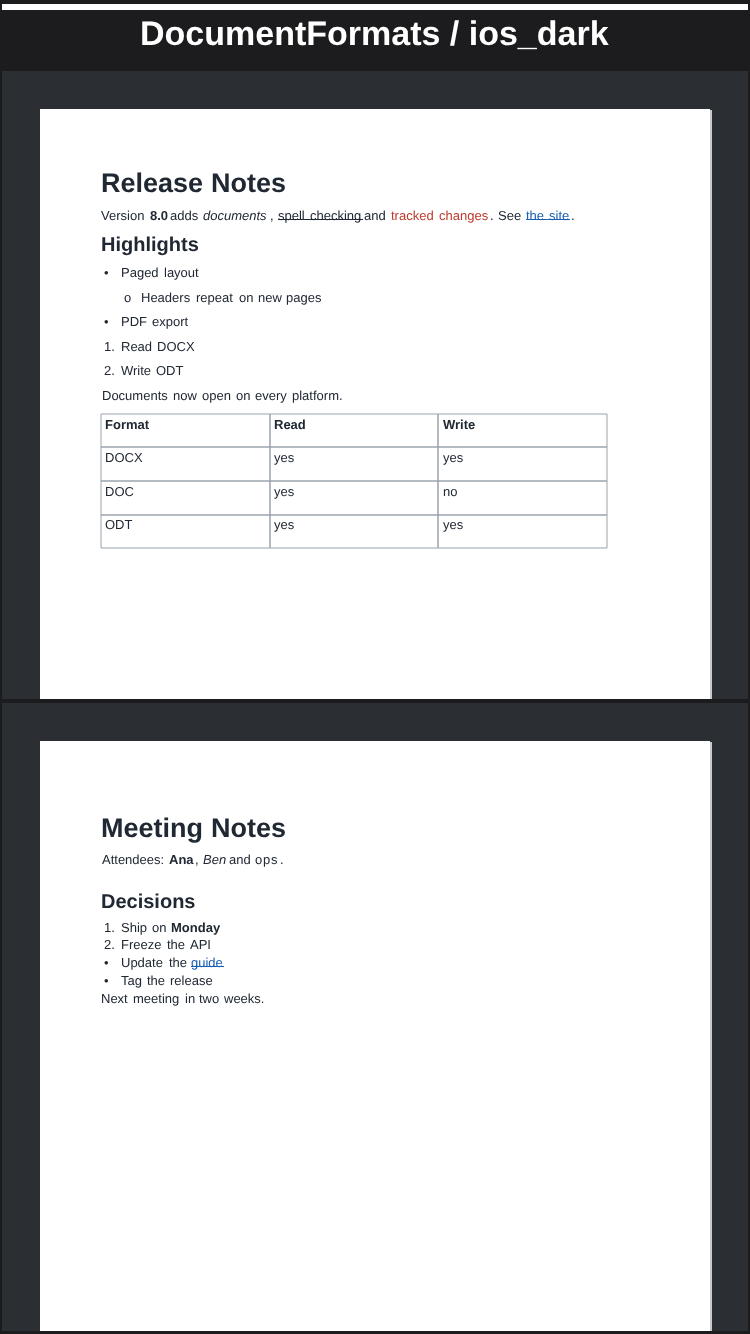 DocumentFormats / ios_dark
Release Notes
Version 8.0 adds documents , spell checking and tracked changes . See the site .
Highlights
• Paged layout
o Headers repeat on new pages
• PDF export
1. Read DOCX
2. Write ODT
Documents now open on every platform.
Format Read Write
DOCX yes yes
DOC yes no
ODT yes yes
Meeting Notes
Attendees: Ana , Ben and ops .
Decisions
1. Ship on Monday
2. Freeze the API
• Update the guide
• Tag the release
Next meeting in two weeks.